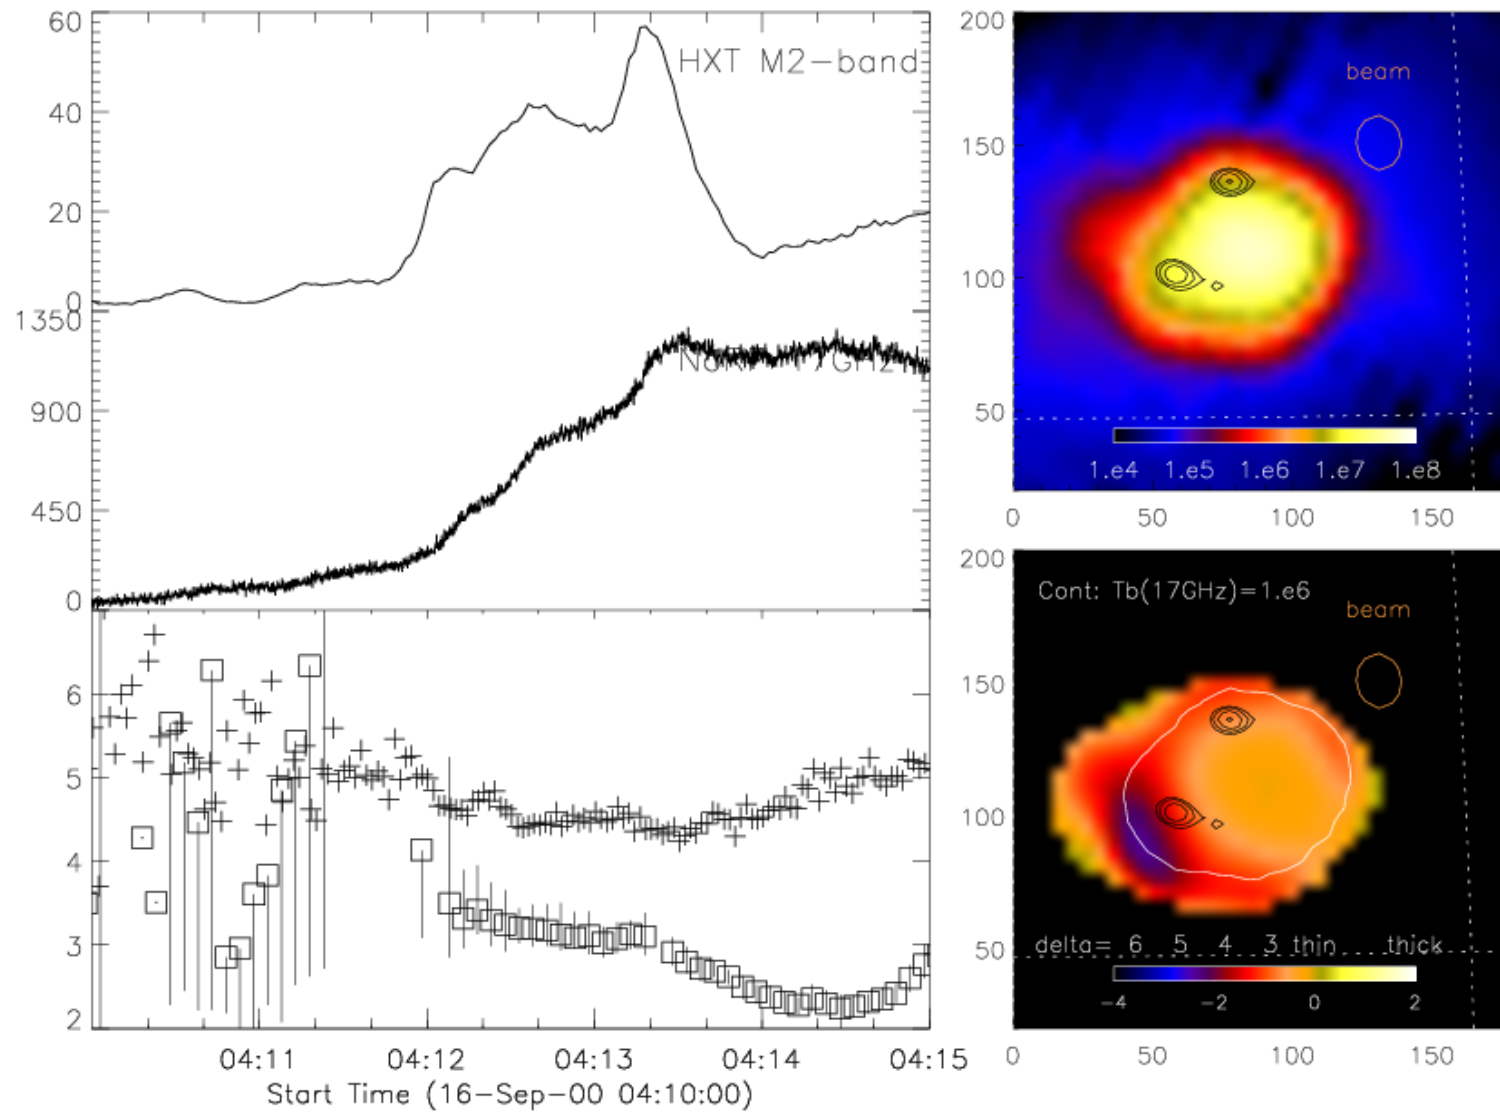 60
HXT M2-band
40
20
0
1350
17GHz
900
450
0
6
5
4
3
2
04:11 04:12 04:13 04:14 04:15
Start Time (16-Sep-00 04:10:00)
200
beam
150
100
50
1.e4 1.e5 1.e6 1.e7 1.e8
0 50 100 150
200
Cont: Tb(17GHz)=1.e6
beam
150
100
50
delta= 6 5 4 3 thin thick
-4 -2 0 2
0 50 100 150